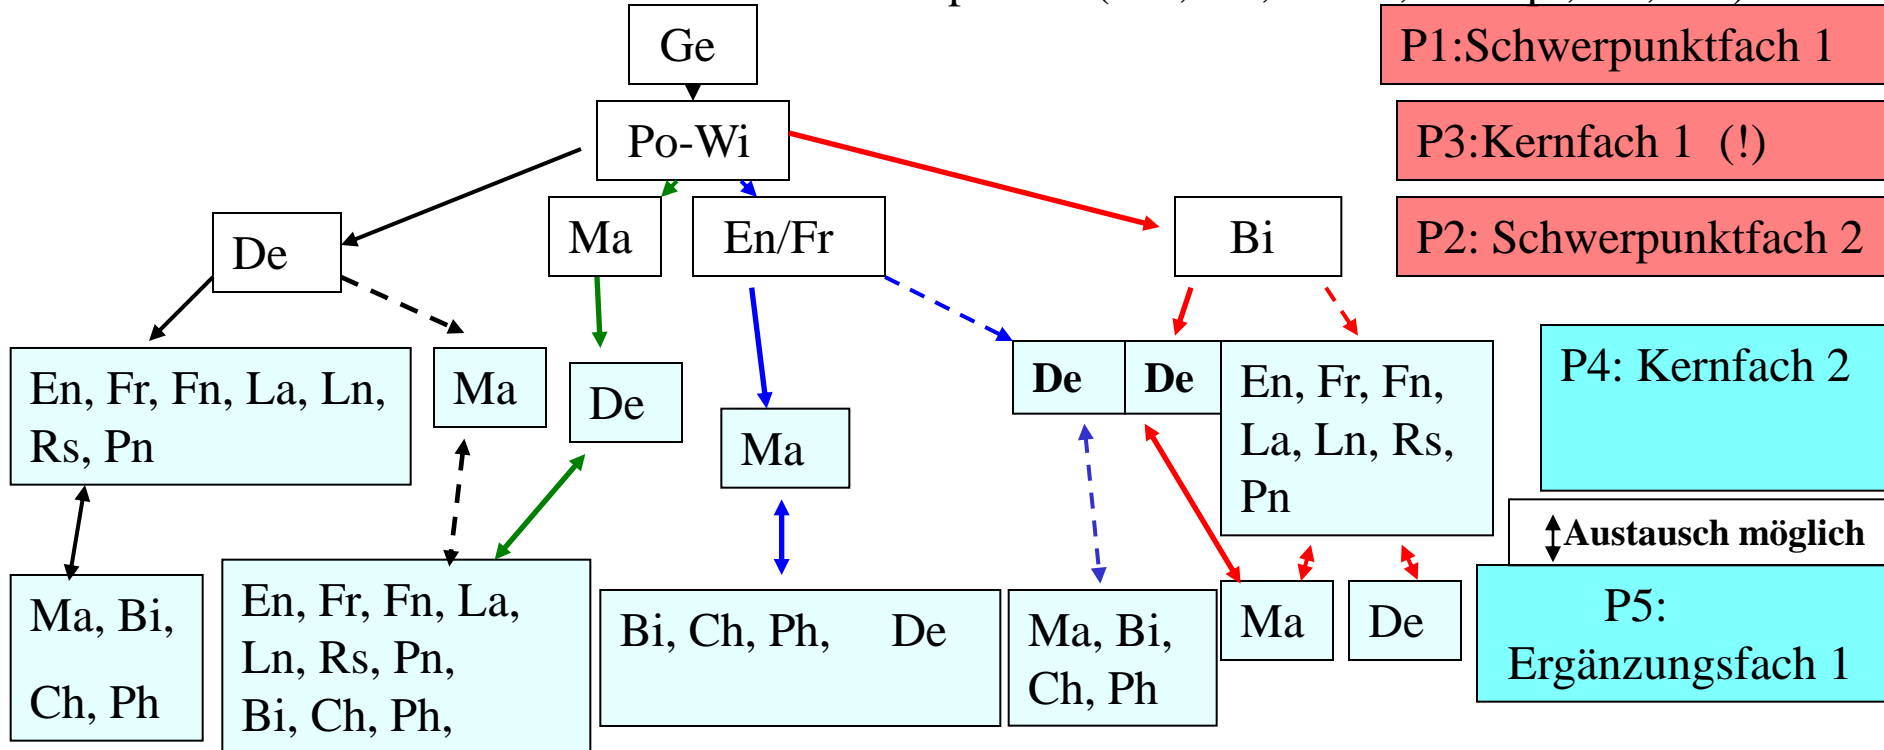 Ge
P1:Schwerpunktfach 1
Po-Wi
P3:Kernfach 1 (!)
De
Ma
En/Fr
Bi
P2: Schwerpunktfach 2
En, Fr, Fn, La, Ln,
Rs, Pn
Ma
De
Ma
De
De
En, Fr, Fn,
La, Ln, Rs,
Pn
P4: Kernfach 2
Austausch möglich
Ma, Bi,
Ch, Ph
En, Fr, Fn, La,
Ln, Rs, Pn,
Bi, Ch, Ph,
Bi, Ch, Ph, De
Ma, Bi,
Ch, Ph
Ma
De
P5:
Ergänzungsfach 1